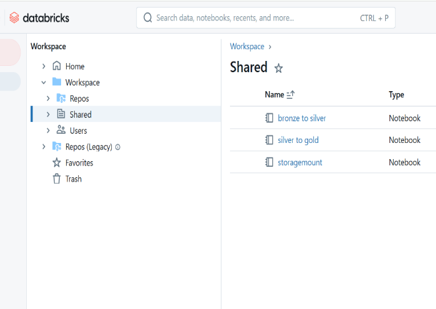 databricks
Search data, notebooks, recents, and more...
CTRL + P
Workspace
Home
Workspace
Repos
Shared
Users
Repos (Legacy)
Favorites
Trash
Workspace ›
Shared
Name Type
bronze to silver Notebook
silver to gold Notebook
storagemount Notebook